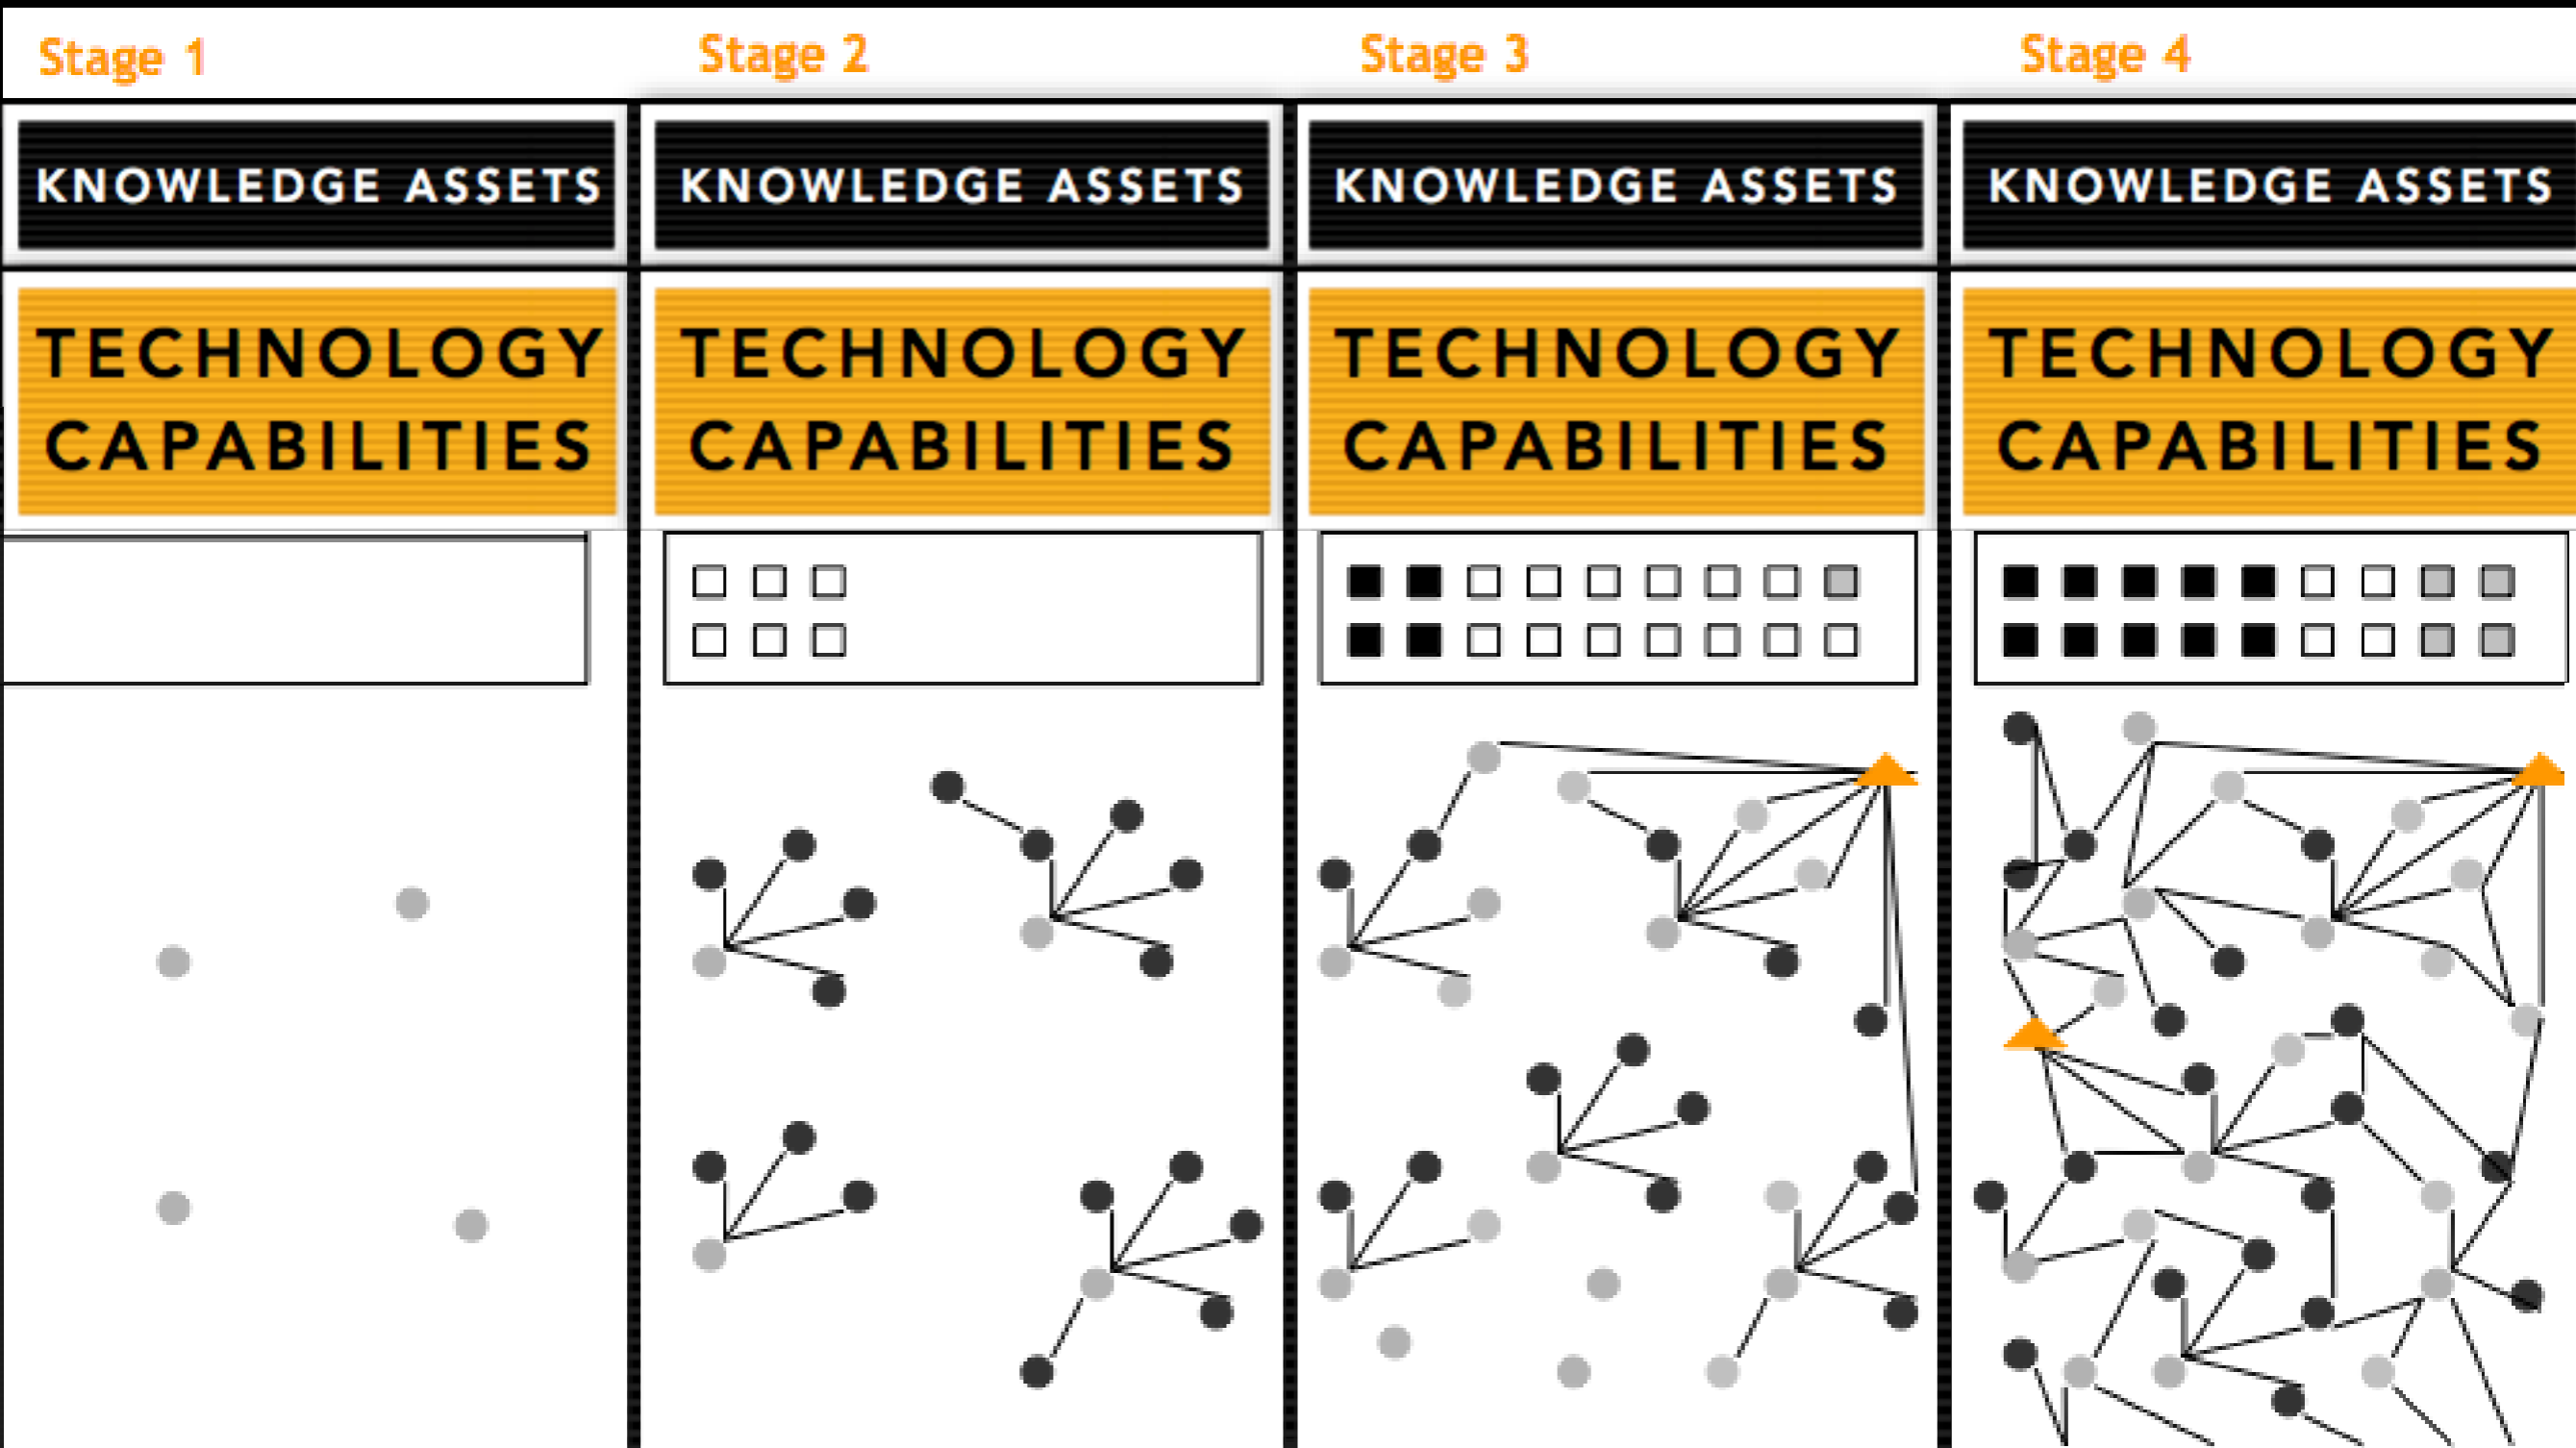 Stage 1
Stage 2
Stage 3
Stage 4
KNOWLEDGE ASSETS
KNOWLEDGE ASSETS
KNOWLEDGE ASSETS
KNOWLEDGE ASSETS
TECHNOLOGY
CAPABILITIES
TECHNOLOGY
CAPABILITIES
TECHNOLOGY
CAPABILITIES
TECHNOLOGY
CAPABILITIES